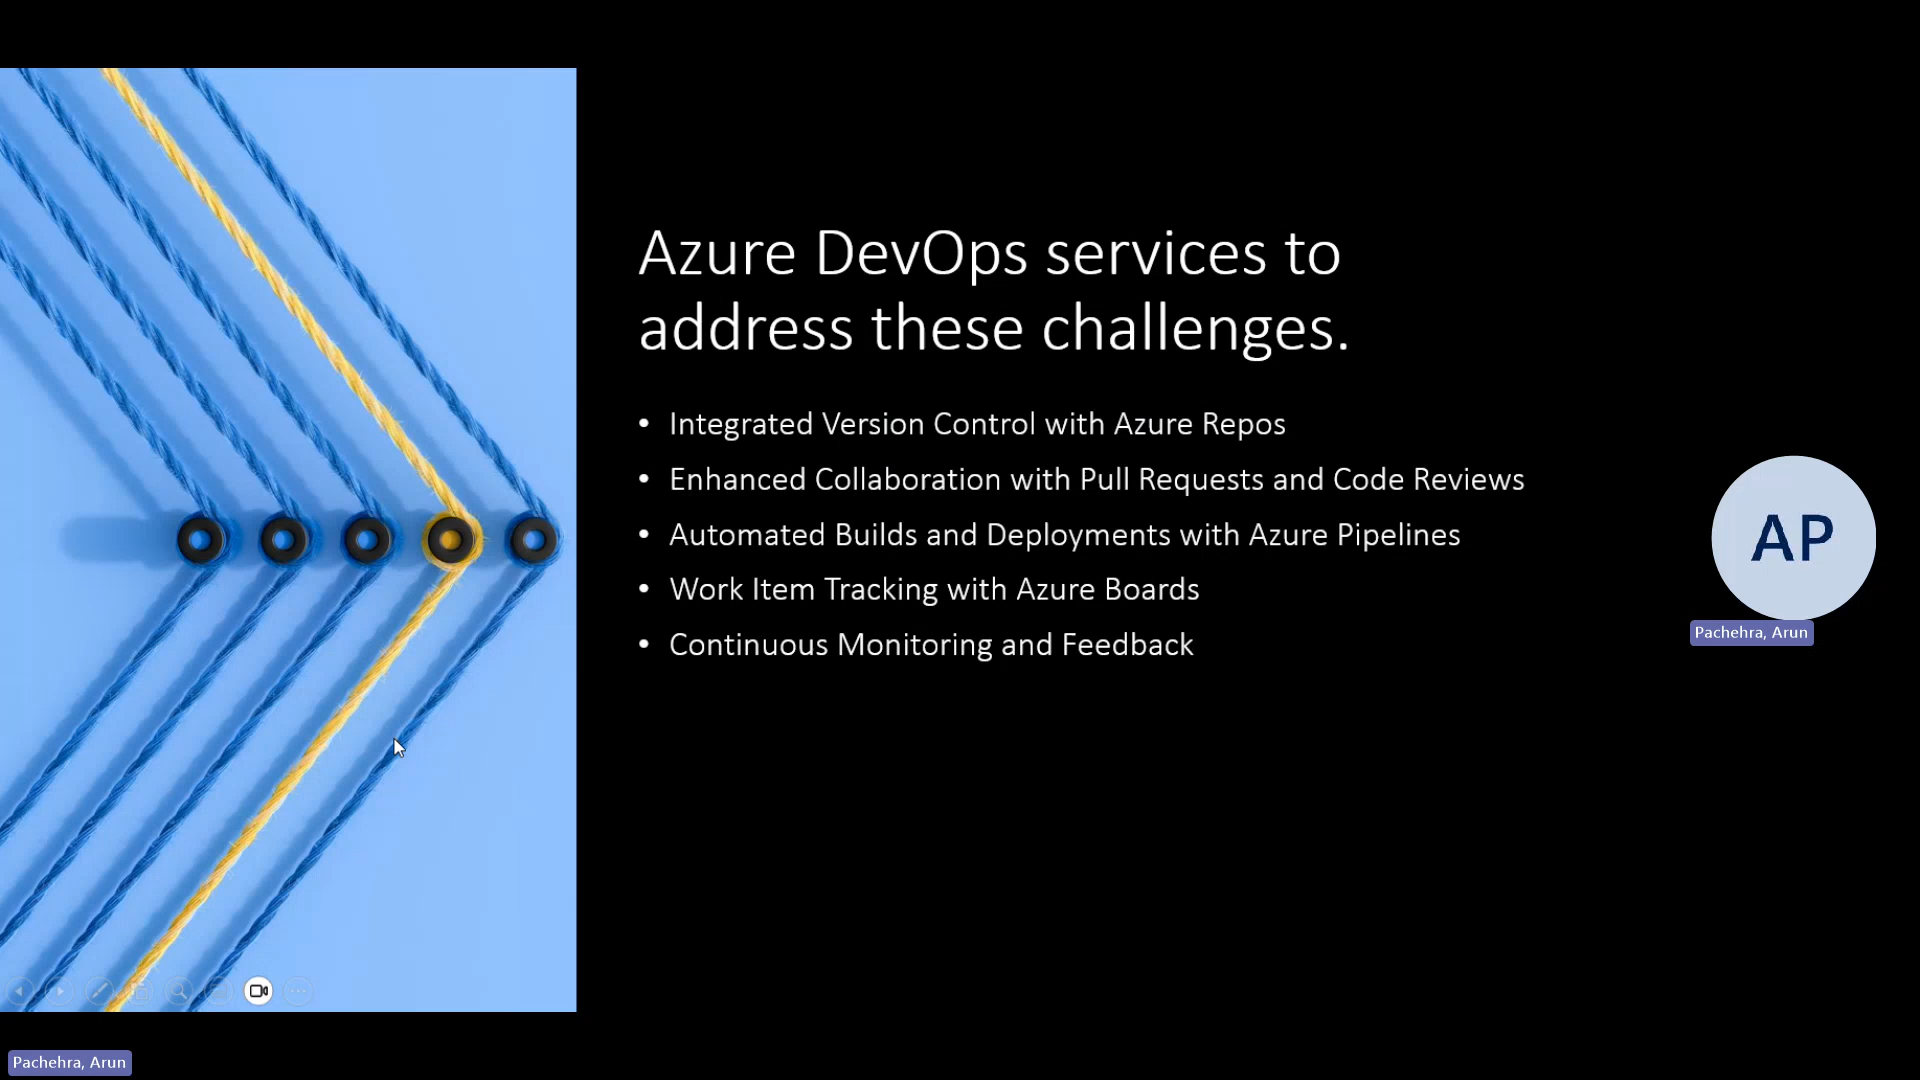 Azure DevOps services to
address these challenges.
• Integrated Version Control with Azure Repos
• Enhanced Collaboration with Pull Requests and Code Reviews
• Automated Builds and Deployments with Azure Pipelines
• Work Item Tracking with Azure Boards
• Continuous Monitoring and Feedback
AP
Pachehra, Arun
Pachehra, Arun